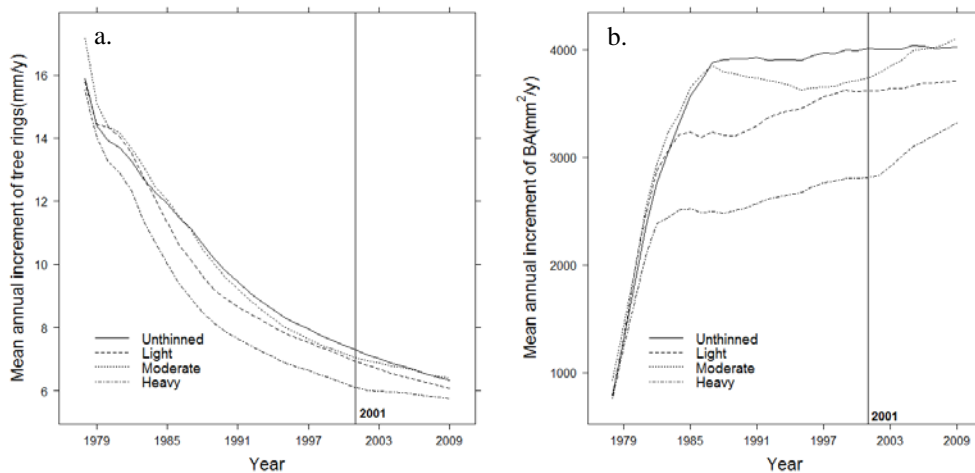 a.
Mean annual increment of tree rings(mm/y)
16
14
12
10
8
6
Unthinned
Light
Moderate
Heavy
2001
1979 1985 1991 1997 2003 2009
Year
b.
Mean annual increment of BA(mm²/y)
4000
3000
2000
1000
Unthinned
Light
Moderate
Heavy
2001
1979 1985 1991 1997 2003 2009
Year